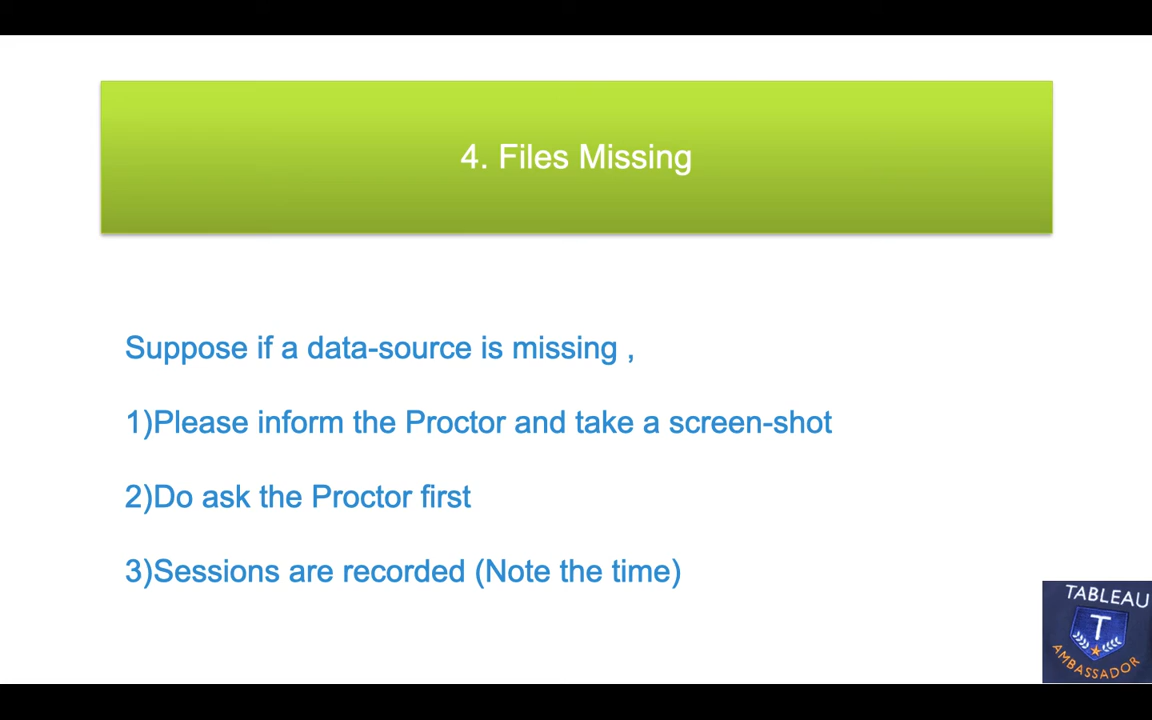 4. Files Missing
Suppose if a data-source is missing ,
1)Please inform the Proctor and take a screen-shot
2)Do ask the Proctor first
3)Sessions are recorded (Note the time)
TABLEAU
T
AMBASSADOR